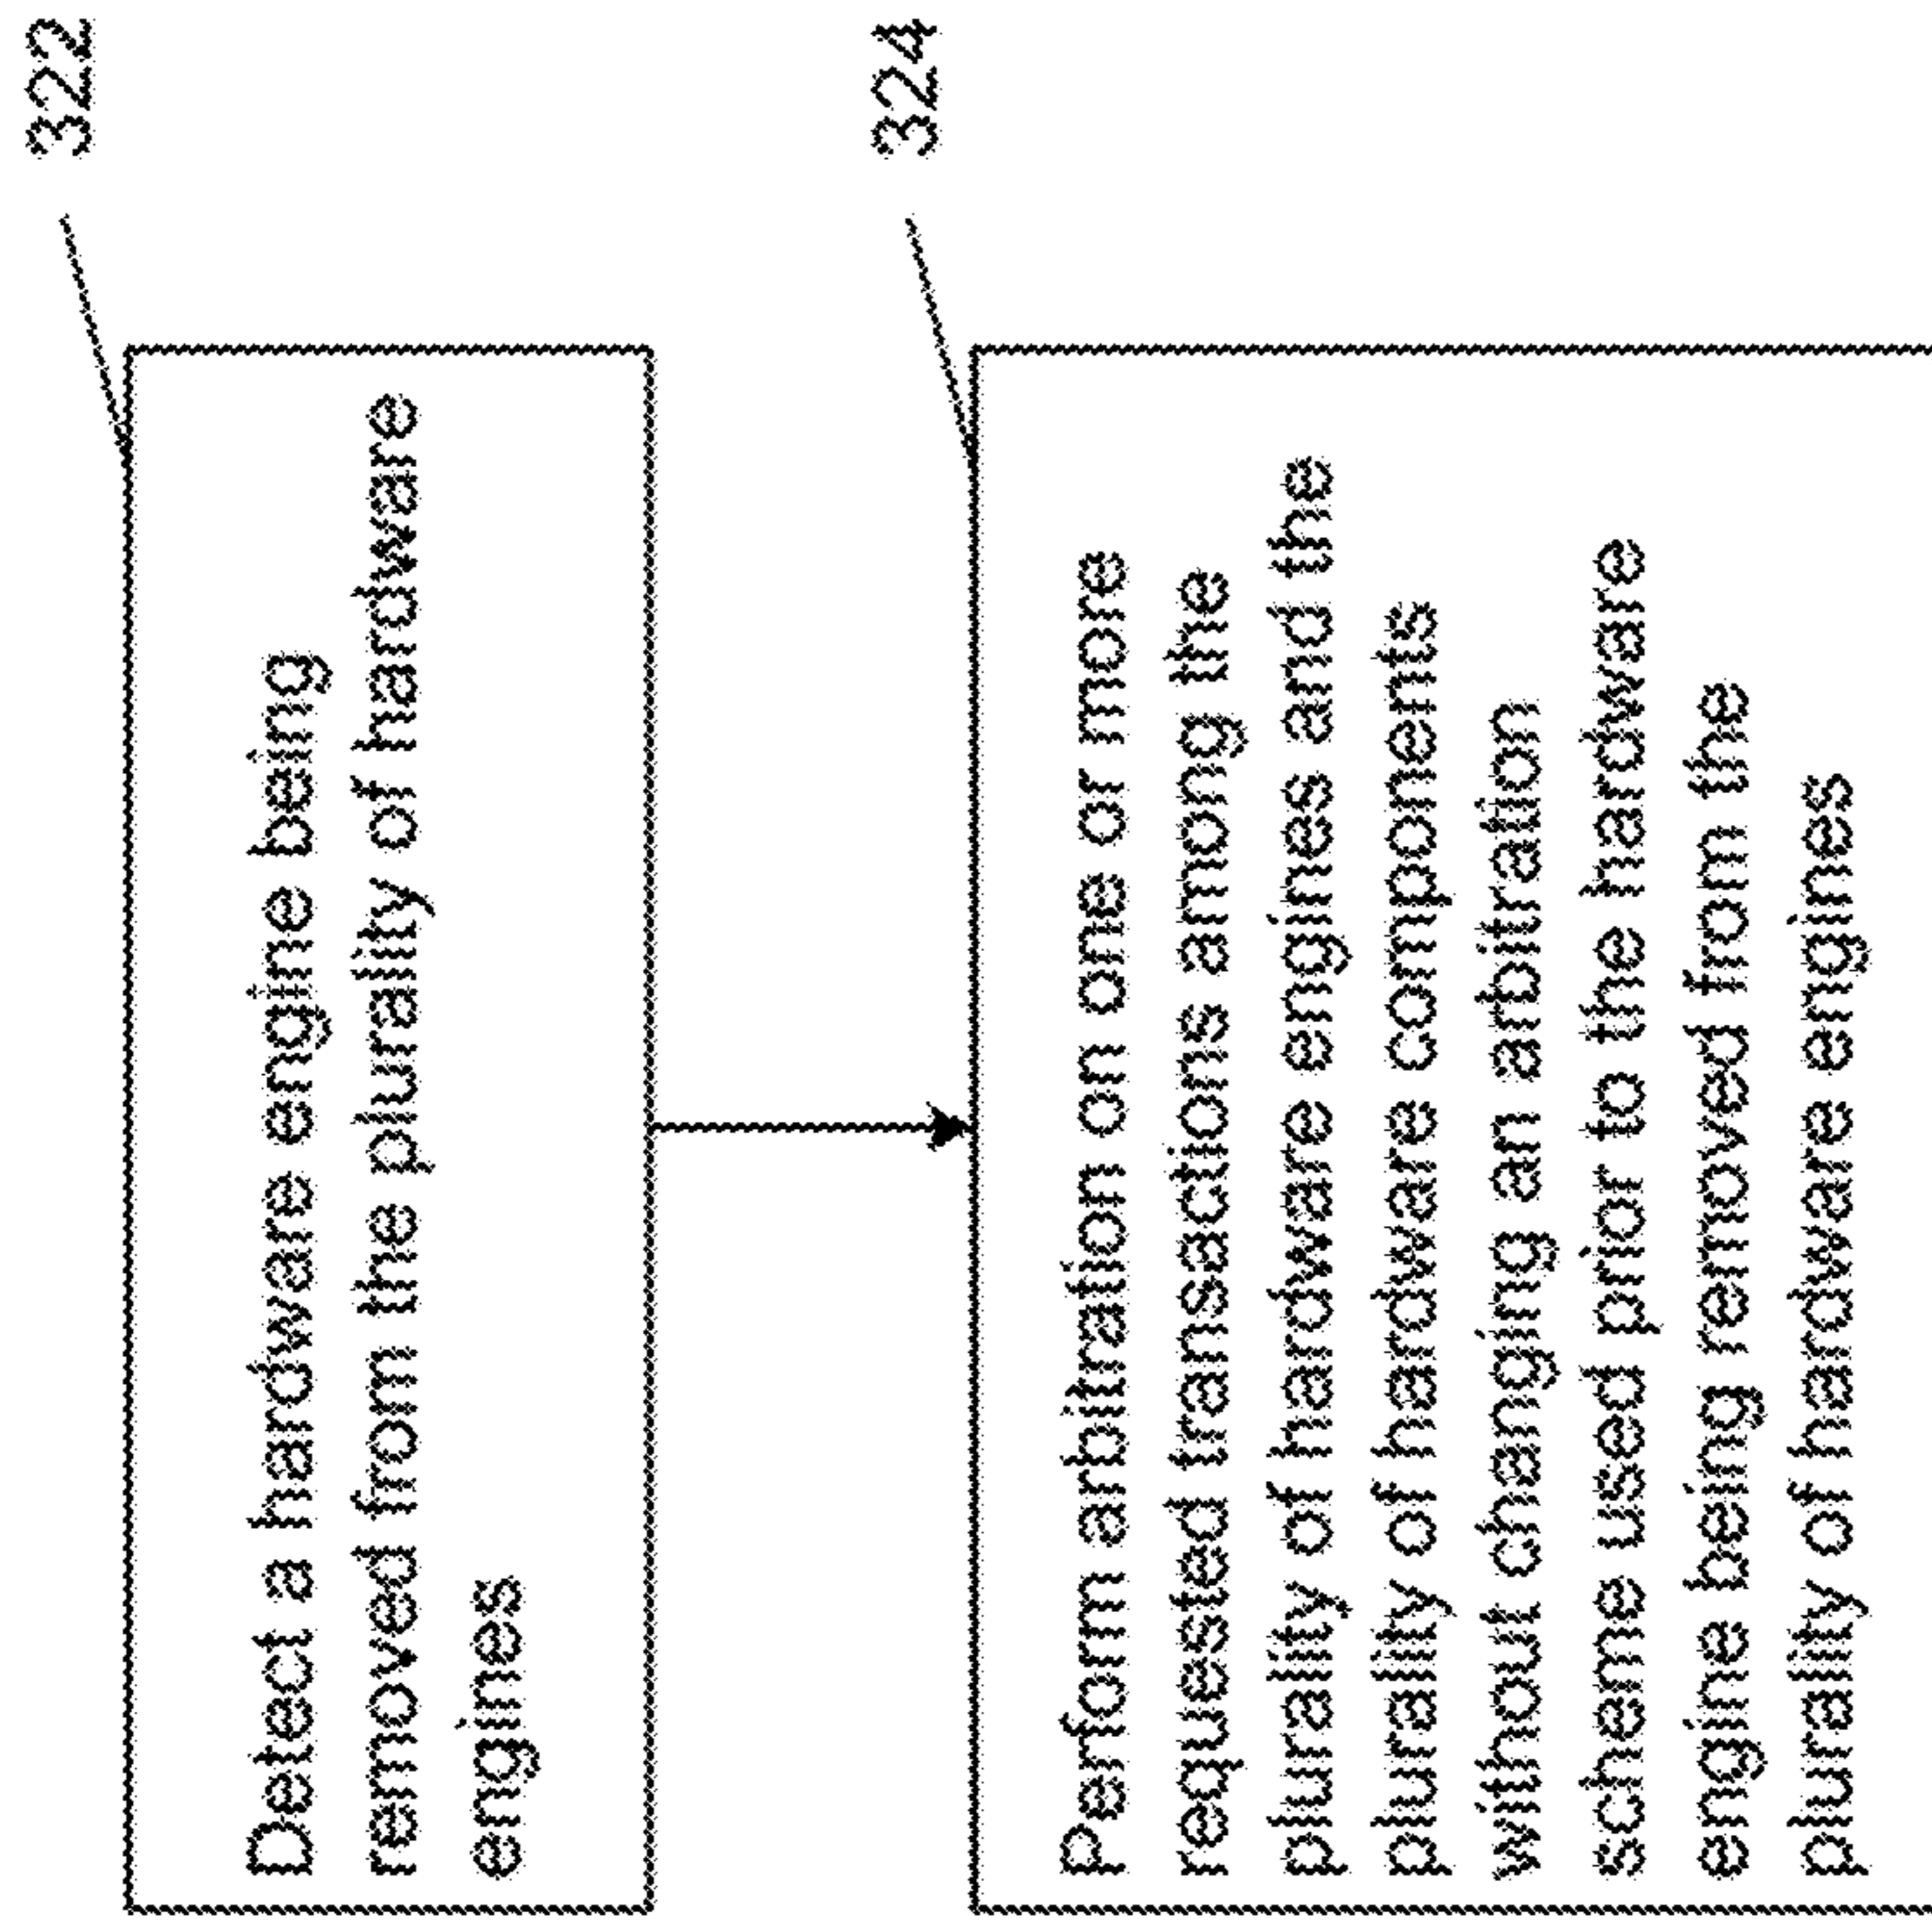 322
Detect a hardware engine being
removed from the plurality of hardware
engines
324
Perform arbitration on one or more
requested transactions among the
plurality of hardware engines and the
plurality of hardware components
without changing an arbitration
scheme used prior to the hardware
engine being removed from the
plurality of hardware engines